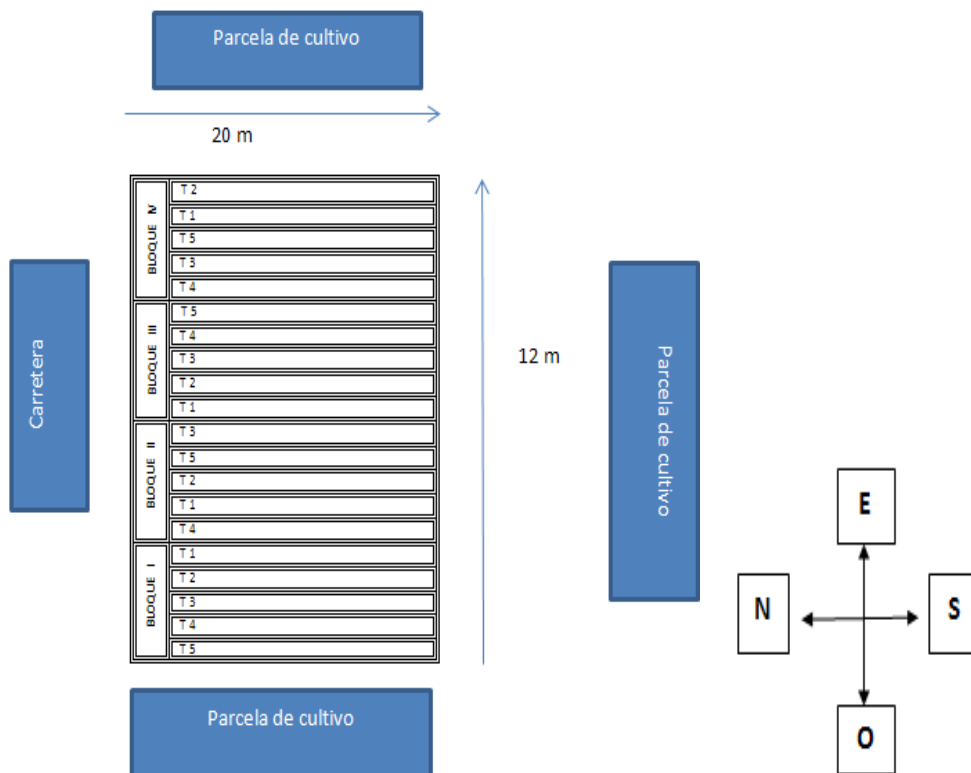 Parcela de cultivo
20 m
BLOQUE IV
T 2
T 1
T 5
T 3
T 4
BLOQUE III
T 5
T 4
T 3
T 2
T 1
BLOQUE II
T 3
T 5
T 2
T 1
T 4
BLOQUE I
T 1
T 2
T 3
T 4
T 5
Carretera
12 m
Parcela de cultivo
Parcela de cultivo
E
N
S
O